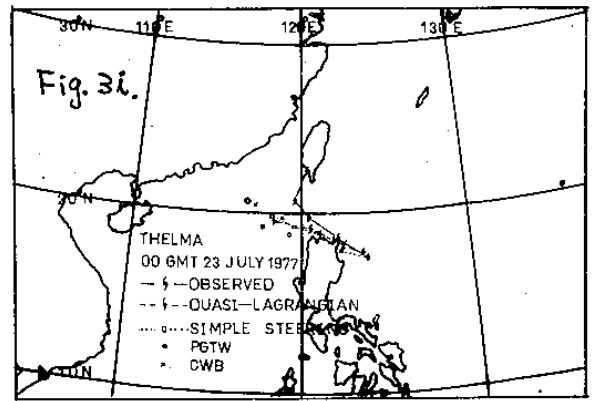 30N 110E 120E 130E
Fig. 3i.
20N
THELMA
00 GMT 23 JULY 1977
OBSERVED
QUASI-LAGRANGIAN
SIMPLE STEERING
PGTW
CWB
10N